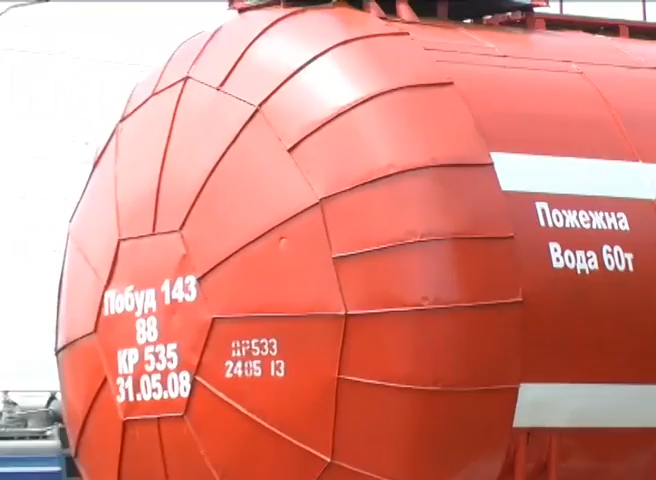 Пожежна
Вода 60т
Побуд 143
88
КР 535
31.05.08
ДР533
2405 13